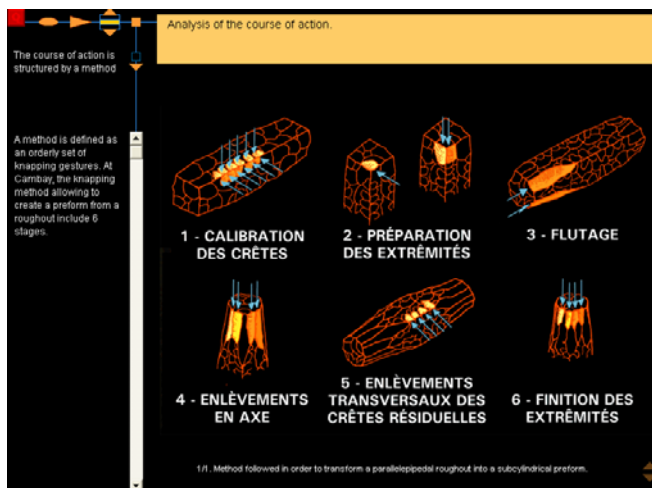 Analysis of the course of action.
The course of action is
structured by a method
A method is defined as
an orderly set of
knapping gestures. At
Cambay, the knapping
method allowing to
create a preform from a
roughout include 6
stages.
1 - CALIBRATION
DES CRÊTES
2 - PRÉPARATION
DES EXTRÊMITÉS
3 - FLUTAGE
4 - ENLÈVEMENTS
EN AXE
5 - ENLÈVEMENTS
TRANSVERSAUX DES
CRÊTES RÉSIDUELLES
6 - FINITION DES
EXTRÊMITÉS
1/1. Method followed in order to transform a parallelepipedal roughout into a subcylindrical preform.